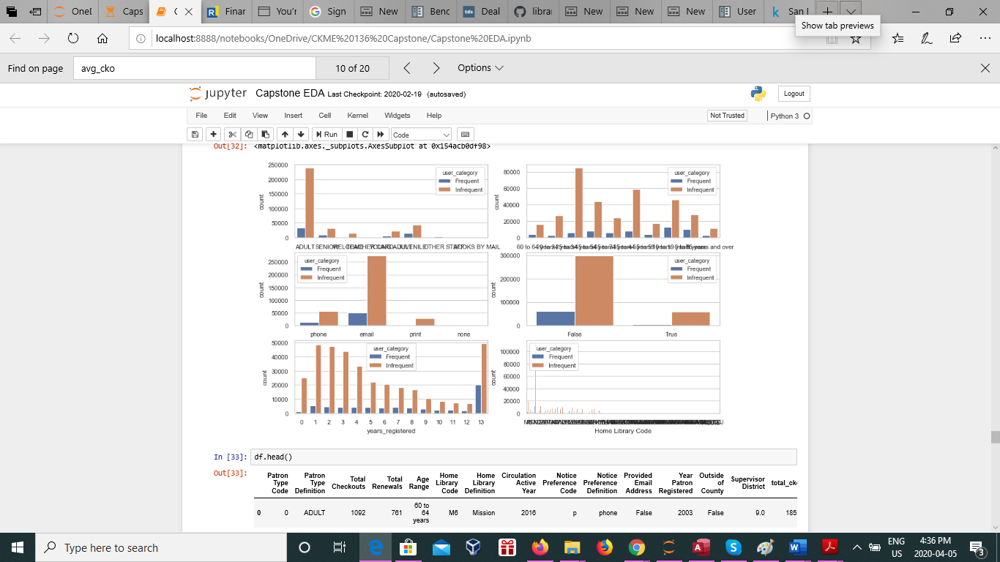 OneD Caps C Finar You'r Sign New Benc tds Deal librar New New New User k San F
Show tab previews
localhost:8888/notebooks/OneDrive/CKME%20136%20Capstone/Capstone%20EDA.ipynb
Find on page avg_cko 10 of 20 Options
jupyter Capstone EDA Last Checkpoint: 2020-02-19 (autosaved) Logout
File Edit View Insert Cell Kernel Widgets Help Not Trusted Python 3
Run Code
Out[32]: <matplotlib.axes._subplots.AxesSubplot at 0x154acb0df98>
250000
200000
150000
100000
50000
0
count
user_category
Frequent
Infrequent
ADULT SENIOR WELCOME TEACHER CARD YOUNG ADULT JUVENILE OTHER STAFF BOOKS BY MAIL
80000
60000
40000
20000
0
count
user_category
Frequent
Infrequent
60 to 64 years and over
250000
200000
150000
100000
50000
0
count
user_category
Frequent
Infrequent
phone email print none
300000
200000
100000
0
count
user_category
Frequent
Infrequent
False True
50000
40000
30000
20000
10000
0
count
user_category
Frequent
Infrequent
0 1 2 3 4 5 6 7 8 9 10 11 12 13
years_registered
100000
80000
60000
40000
20000
0
count
user_category
Frequent
Infrequent
Home Library Code
In [33]: df.head()
Out[33]:
Patron Type Code Patron Type Definition Total Checkouts Total Renewals Age Range Home Library Code Home Library Definition Circulation Active Year Notice Preference Code Notice Preference Definition Provided Email Address Year Patron Registered Outside of County Supervisor District total_ck
0 0 ADULT 1092 761 60 to 64 years M6 Mission 2016 p phone False 2003 False 9.0 185
Type here to search
ENG 4:36 PM
US 2020-04-05 3